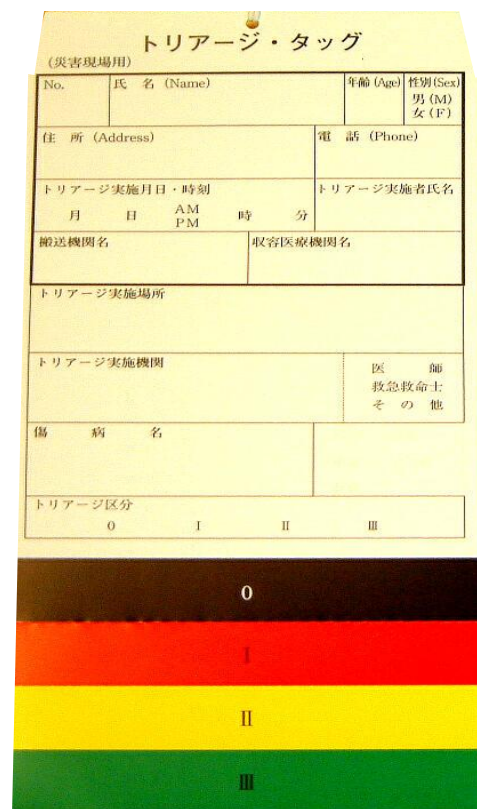 トリアージ・タッグ
(災害現場用)
No. 氏 名 (Name) 年齢 (Age) 性別 (Sex)
男 (M)
女 (F)
住 所 (Address) 電 話 (Phone)
トリアージ実施月日・時刻 トリアージ実施者氏名
月 日 AM 時 分
PM
搬送機関名 収容医療機関名
トリアージ実施場所
トリアージ実施機関 医 師
救急救命士
そ の 他
傷 病 名
トリアージ区分
0 I II III
0
I
II
III